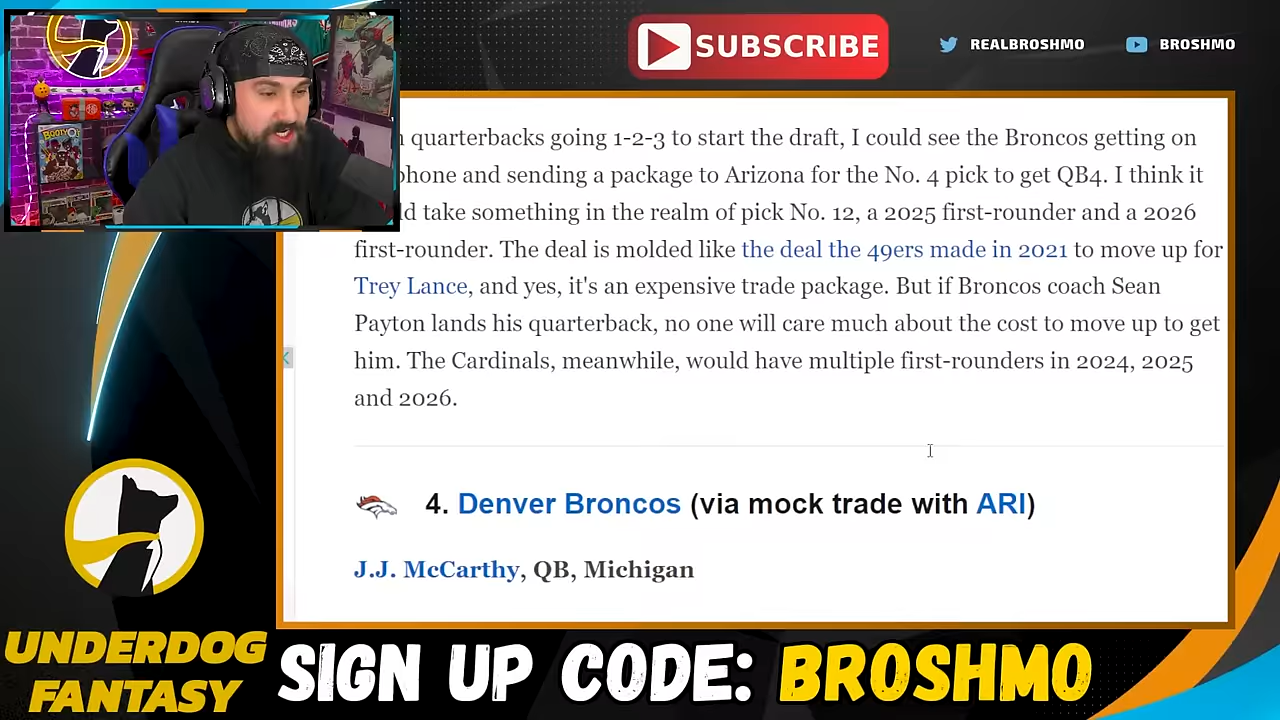 SUBSCRIBE
REALBROSHMO
BROSHMO
quarterbacks going 1-2-3 to start the draft, I could see the Broncos getting on
phone and sending a package to Arizona for the No. 4 pick to get QB4. I think it
take something in the realm of pick No. 12, a 2025 first-rounder and a 2026
first-rounder. The deal is molded like the deal the 49ers made in 2021 to move up for
Trey Lance, and yes, it's an expensive trade package. But if Broncos coach Sean
Payton lands his quarterback, no one will care much about the cost to move up to get
him. The Cardinals, meanwhile, would have multiple first-rounders in 2024, 2025
and 2026.
4. Denver Broncos (via mock trade with ARI)
J.J. McCarthy, QB, Michigan
UNDERDOG
FANTASY
SIGN UP CODE: BROSHMO